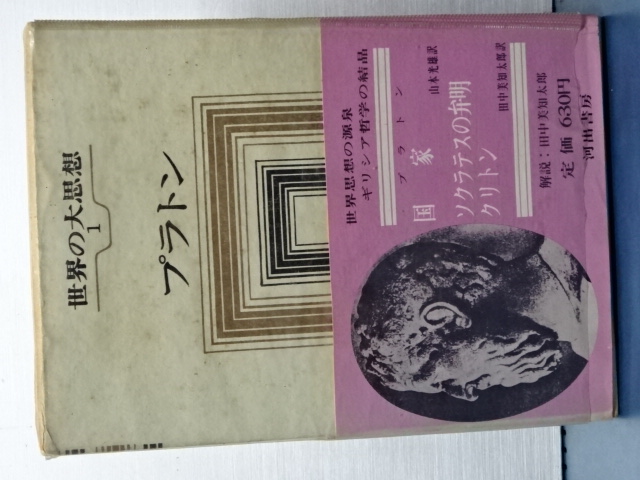 世界の大思想
1
プラトン
世界思想の源泉
ギリシア哲学の結晶
プラトン
国家
山本光雄訳
ソクラテスの弁明
クリトン
田中美知太郎訳
解説：田中美知太郎
定価 630円
河出書房